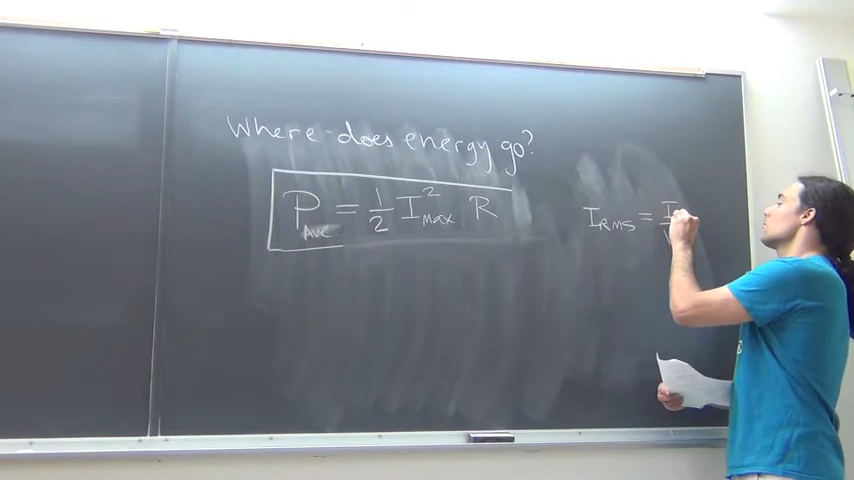 Where does energy go?
P_AVE = 1/2 I_max^2 R
I_RMS = I